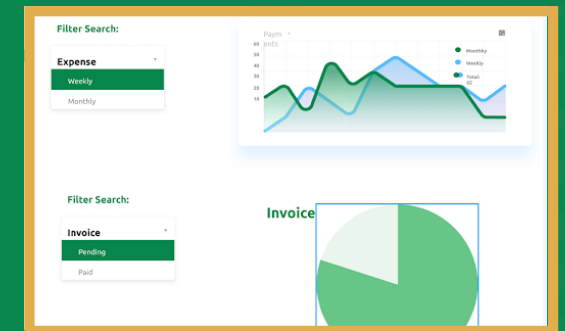 Filter Search:
Expense
Weekly
Monthly
Paym
ents
60
50
40
30
20
10
Monthly
Weekly
Total:
Filter Search:
Invoice
Pending
Paid
Invoice